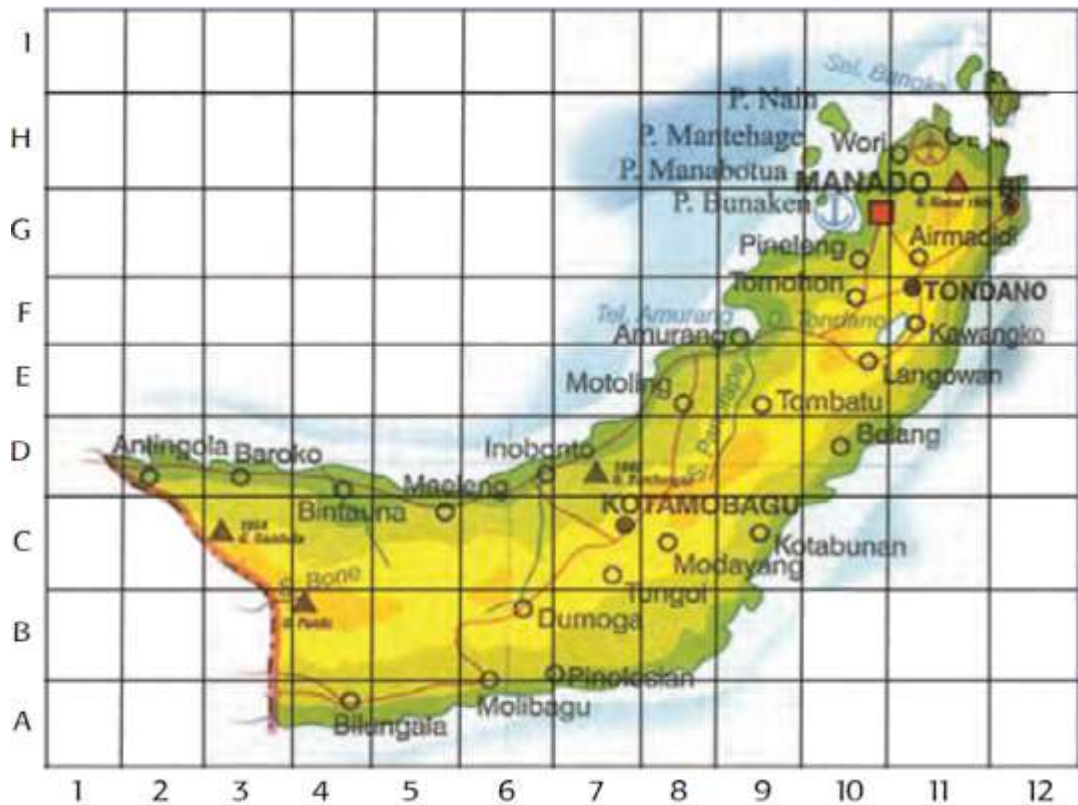 I
Sel. Bangka
P. Nain
H
P. Mantehage
Wori
P. Manabotua
MANADO
P. Bunaken
G
Pineleng
Airmadidi
Tomohon
TONDANO
F
Tel. Amurang
D. Tondano
Amurang
Kawangko
E
Motoling
Langowan
Tombatu
D
Antingola
Baroko
Inobonto
Bolang
Maelang
Bintauna
KOTAMOBAGU
C
Kotabunan
Modayang
S. Bone
Tungoi
B
Dumoga
Pinolosian
A
Molibagu
Bilungala
1 2 3 4 5 6 7 8 9 10 11 12